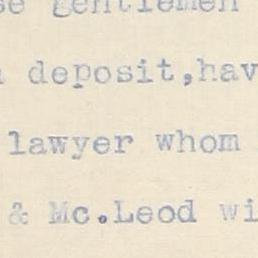 se gentlemen
deposit,hav
lawyer whom
& Mc.Leod wi